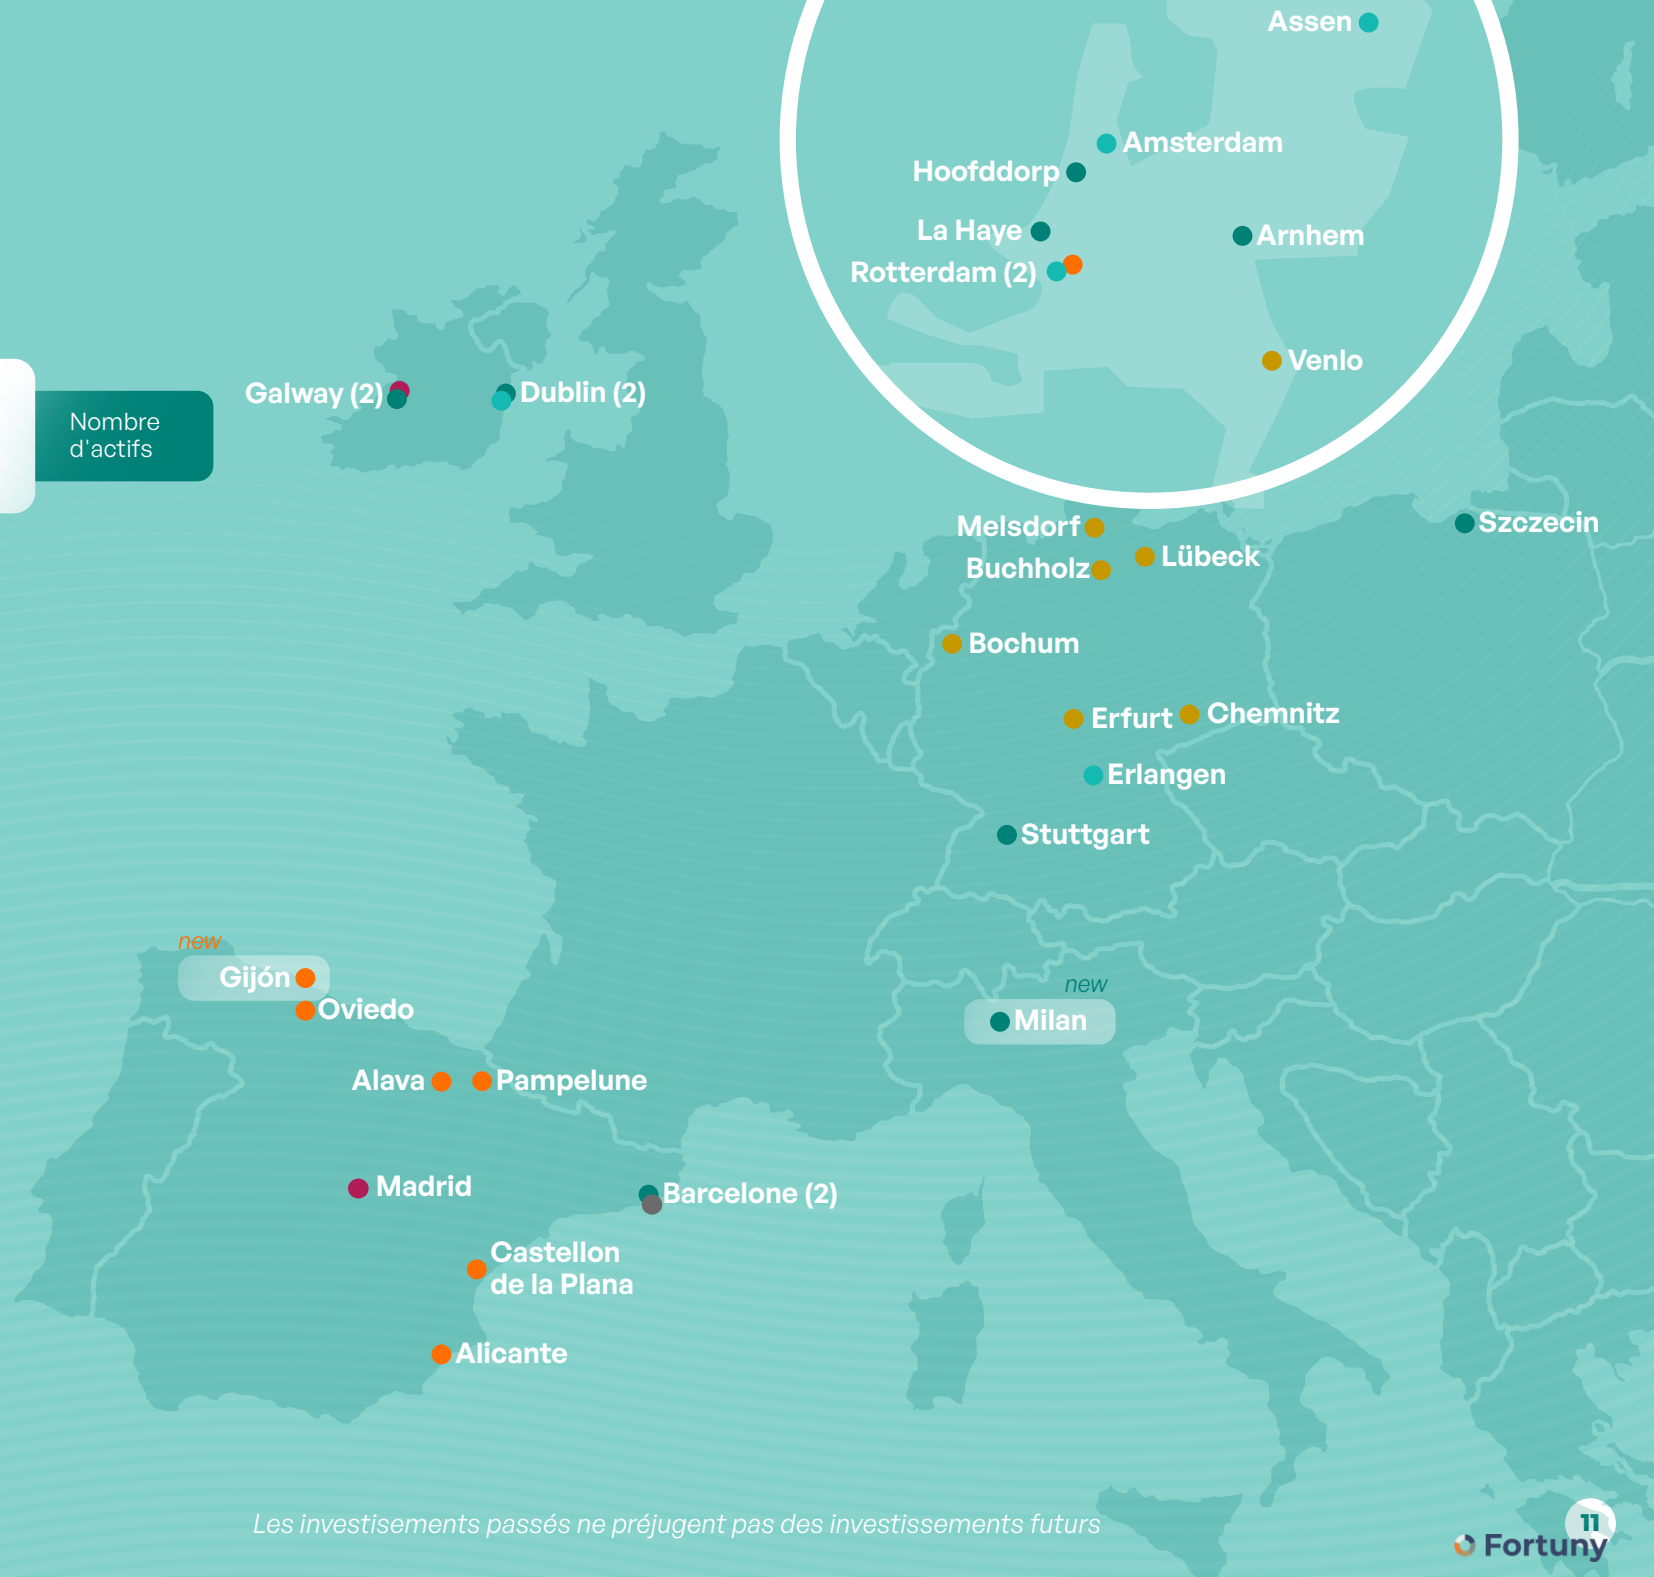 Assen
Amsterdam
Hoofddorp
La Haye
Arnhem
Rotterdam (2)
Venlo
Galway (2)
Dublin (2)
Nombre
d'actifs
Melsdorf
Szczecin
Lübeck
Buchholz
Bochum
Erfurt
Chemnitz
Erlangen
Stuttgart
new
Gijón
Oviedo
new
Milan
Alava
Pampelune
Madrid
Barcelone (2)
Castellon
de la Plana
Alicante
Les investisements passés ne préjugent pas des investissements futurs
11
Fortuny